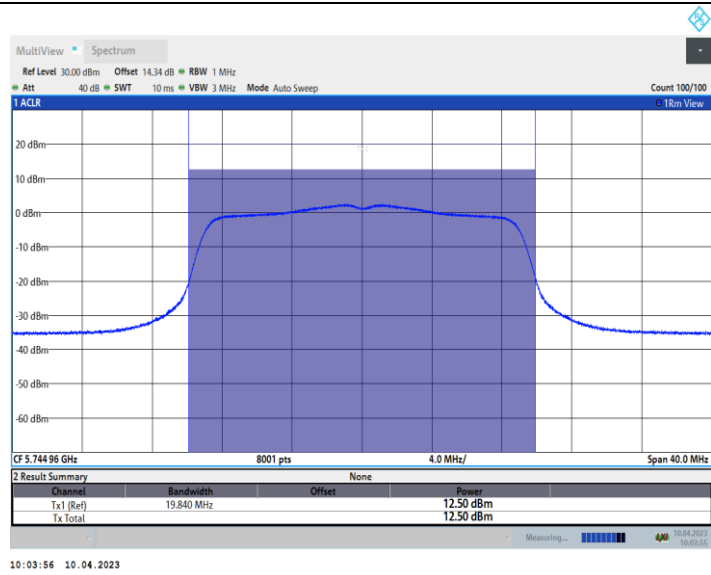 MultiView Spectrum
Ref Level 30.00 dBm Offset 14.34 dB RBW 1 MHz
Att 40 dB SWT 10 ms VBW 3 MHz Mode Auto Sweep Count 100/100
1 ACLR 1Rm View
20 dBm
10 dBm
0 dBm
-10 dBm
-20 dBm
-30 dBm
-40 dBm
-50 dBm
-60 dBm
CF 5.744 96 GHz 8001 pts 4.0 MHz/ Span 40.0 MHz
2 Result Summary None
Channel Bandwidth Offset Power
Tx1 (Ref) 19.840 MHz 12.50 dBm
Tx Total 12.50 dBm
Measuring... 10.04.2023
10:03:55
10:03:56 10.04.2023